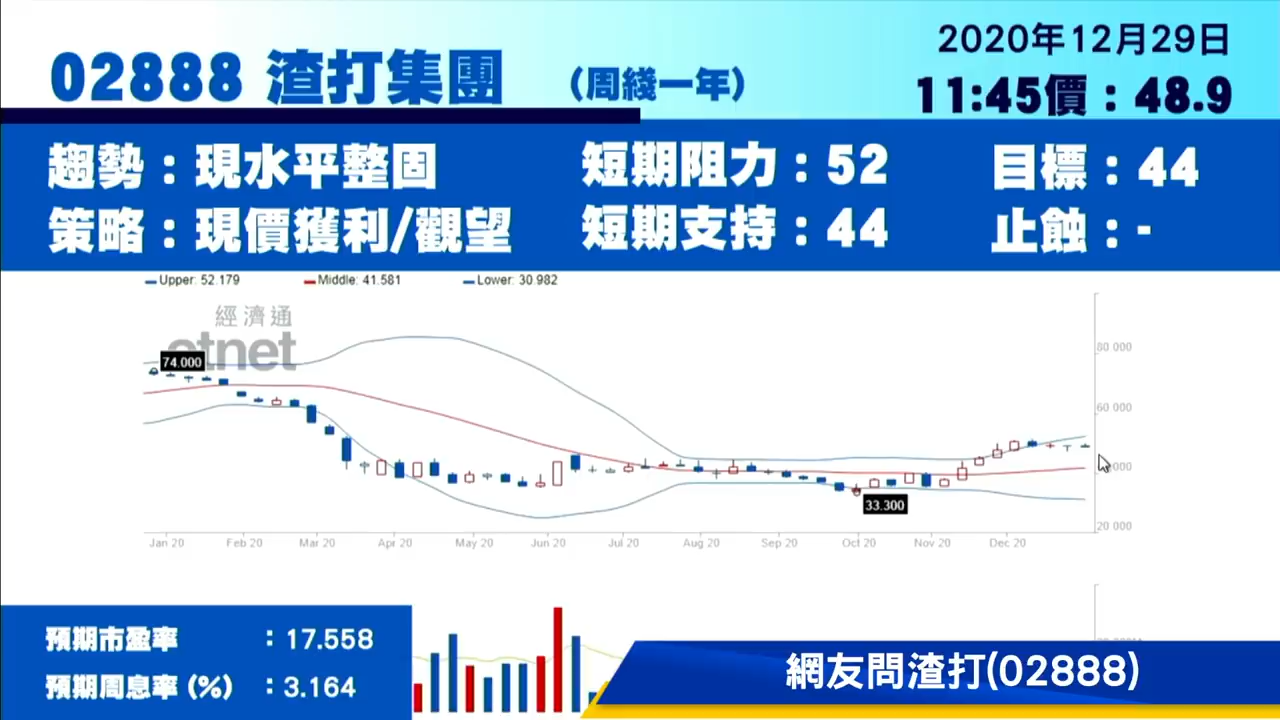 02888 渣打集團
(周綫一年)
2020年12月29日
11:45價：48.9
趨勢：現水平整固
短期阻力：52
目標：44
策略：現價獲利/觀望
短期支持：44
止蝕：-
Upper: 52.179
Middle: 41.581
Lower: 30.982
經濟通
etnet
74.000
33.300
80 000
60 000
20 000
Jan 20
Feb 20
Mar 20
Apr 20
May 20
Jun 20
Jul 20
Aug 20
Sep 20
Oct 20
Nov 20
Dec 20
預期市盈率：17.558
預期周息率 (%)：3.164
網友問渣打(02888)